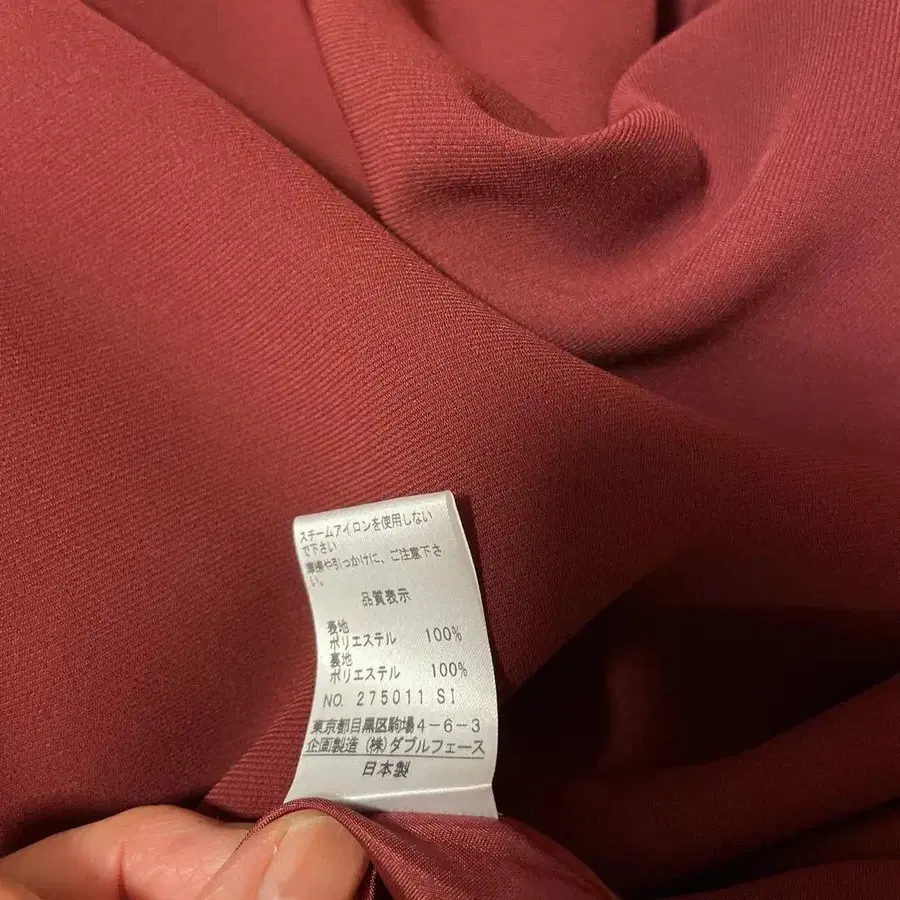 スチームアイロンを使用しない
で下さい
摩擦や引っかけに、ご注意下さ
い。
品質表示
表地
ポリエステル 100%
裏地
ポリエステル 100%
NO. 275011 SI
東京都目黒区駒場4-6-3
企画製造 (株)ダブルフェース
日本製